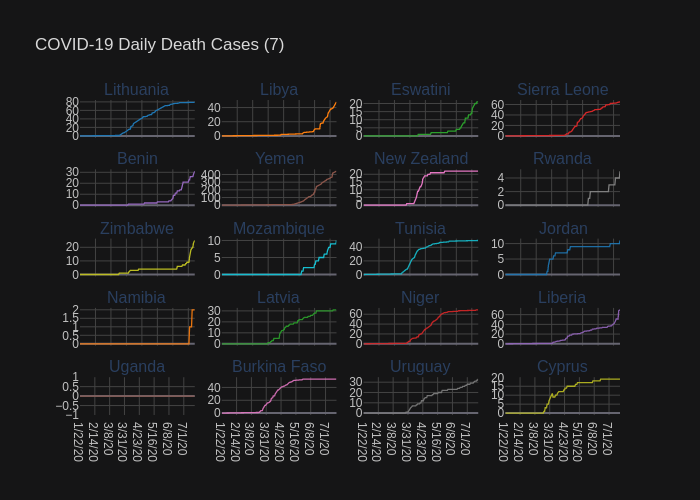 COVID-19 Daily Death Cases (7)
Lithuania Libya Eswatini Sierra Leone
80 60 40 20 0
40 20 0
20 15 10 5 0
60 40 20 0
Benin Yemen New Zealand Rwanda
30 20 10 0
400 300 200 100 0
20 15 10 5 0
4 2 0
Zimbabwe Mozambique Tunisia Jordan
20 10 0
10 5 0
40 20 0
10 5 0
Namibia Latvia Niger Liberia
2 1.5 1 0.5 0
30 20 10 0
60 40 20 0
60 40 20 0
Uganda Burkina Faso Uruguay Cyprus
1 0.5 0 −0.5 −1
40 20 0
30 20 10 0
20 15 10 5 0
1/22/20 2/14/20 3/8/20 3/31/20 4/23/20 5/16/20 6/8/20 7/1/20
1/22/20 2/14/20 3/8/20 3/31/20 4/23/20 5/16/20 6/8/20 7/1/20
1/22/20 2/14/20 3/8/20 3/31/20 4/23/20 5/16/20 6/8/20 7/1/20
1/22/20 2/14/20 3/8/20 3/31/20 4/23/20 5/16/20 6/8/20 7/1/20